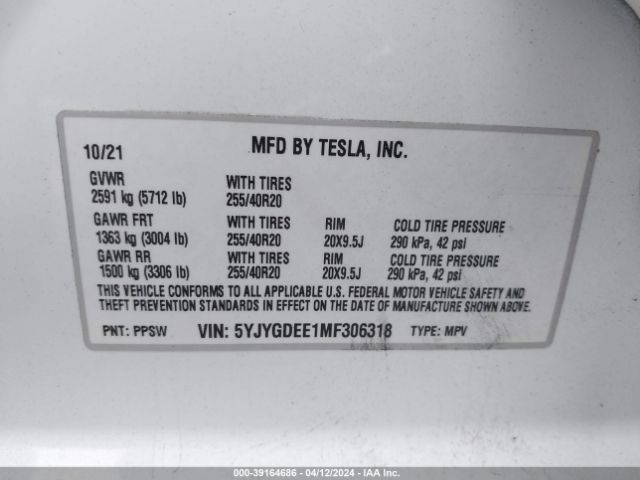 10/21 MFD BY TESLA, INC.
GVWR WITH TIRES
2591 kg (5712 lb) 255/40R20
GAWR FRT WITH TIRES RIM COLD TIRE PRESSURE
1363 kg (3004 lb) 255/40R20 20X9.5J 290 kPa, 42 psi
GAWR RR WITH TIRES RIM COLD TIRE PRESSURE
1500 kg (3306 lb) 255/40R20 20X9.5J 290 kPa, 42 psi
THIS VEHICLE CONFORMS TO ALL APPLICABLE U.S. FEDERAL MOTOR VEHICLE SAFETY AND
THEFT PREVENTION STANDARDS IN EFFECT ON THE DATE OF MANUFACTURE SHOWN ABOVE.
PNT: PPSW VIN: 5YJYGDEE1MF306318 TYPE: MPV
000-39164686 - 04/12/2024 - IAA Inc.